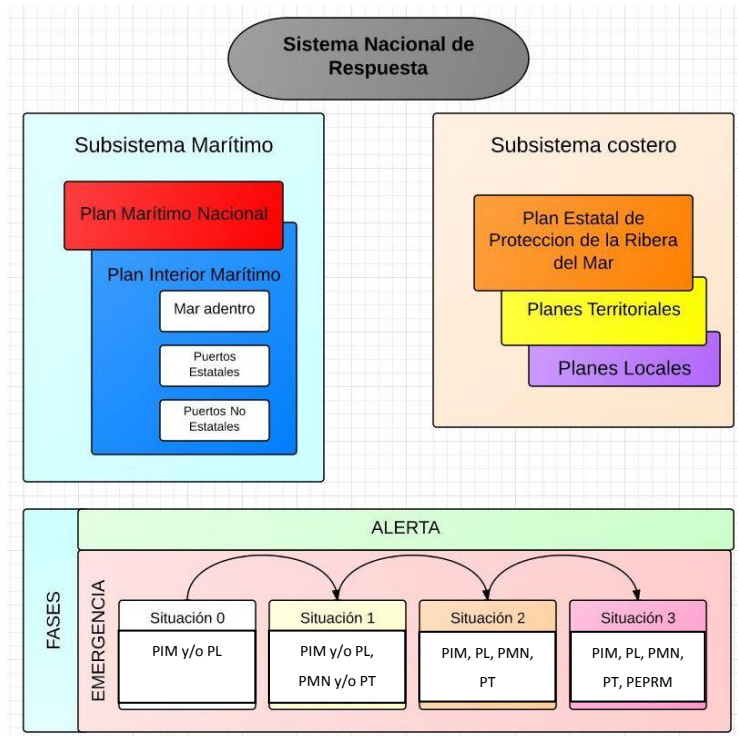 Sistema Nacional de
Respuesta
Subsistema Marítimo
Plan Marítimo Nacional
Plan Interior Marítimo
Mar adentro
Puertos
Estatales
Puertos No
Estatales
Subsistema costero
Plan Estatal de
Proteccion de la Ribera
del Mar
Planes Territoriales
Planes Locales
FASES
ALERTA
EMERGENCIA
Situación 0
PIM y/o PL
Situación 1
PIM y/o PL,
PMN y/o PT
Situación 2
PIM, PL, PMN,
PT
Situación 3
PIM, PL, PMN,
PT, PEPRM